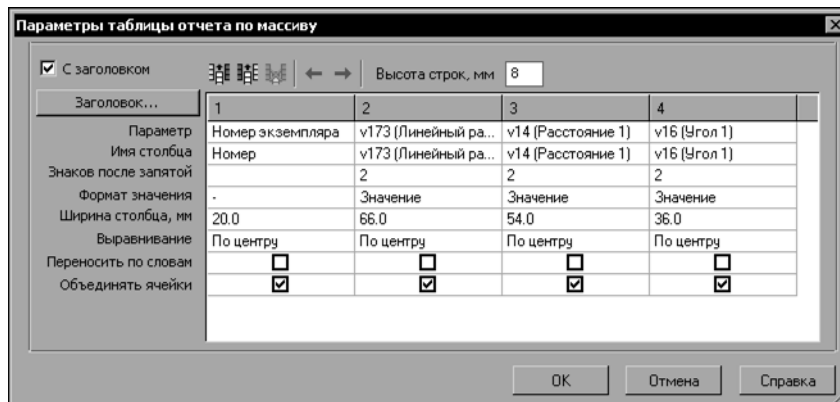 Параметры таблицы отчета по массиву
С заголовком
Высота строк, мм 8
Заголовок...
1 2 3 4
Параметр Номер экземпляра v173 (Линейный ра... v14 (Расстояние 1) v16 (Угол 1)
Имя столбца Номер v173 (Линейный ра... v14 (Расстояние 1) v16 (Угол 1)
Знаков после запятой 2 2 2
Формат значения - Значение Значение Значение
Ширина столбца, мм 20.0 66.0 54.0 36.0
Выравнивание По центру По центру По центру По центру
Переносить по словам
Объединять ячейки
OK Отмена Справка